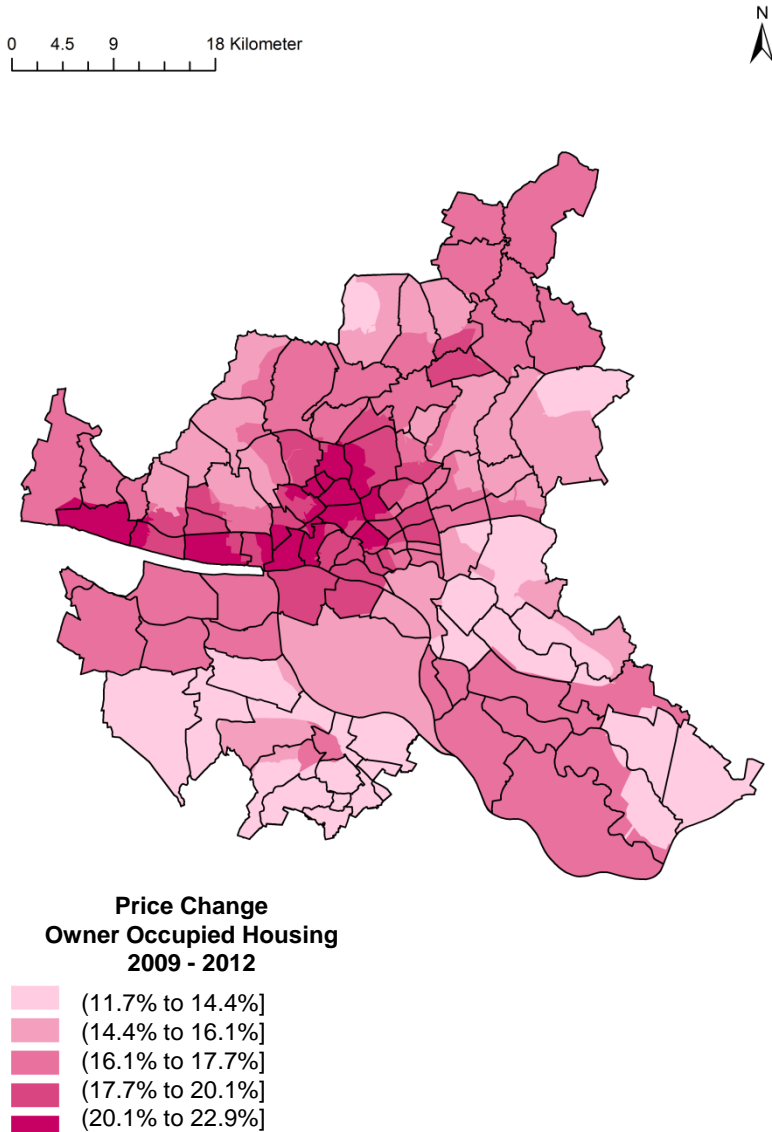 N
0 4.5 9 18 Kilometer
Price Change
Owner Occupied Housing
2009 - 2012
(11.7% to 14.4%]
(14.4% to 16.1%]
(16.1% to 17.7%]
(17.7% to 20.1%]
(20.1% to 22.9%]